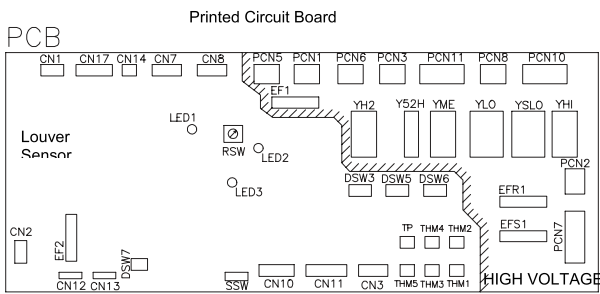 Printed Circuit Board
PCB
CN1 CN17 CN14 CN7 CN8 PCN5 PCN1 PCN6 PCN3 PCN11 PCN8 PCN10
EF1
YH2 Y52H YME YLO YSLO YHI
LED1
RSW
LED2
Louver
Sensor
LED3
DSW3 DSW5 DSW6
PCN2
EFR1
CN2
EF2
DSW7
TP THM4 THM2
EFS1
PCN7
CN12 CN13
SSW CN10 CN11 CN3 THM5 THM3 THM1
HIGH VOLTAGE